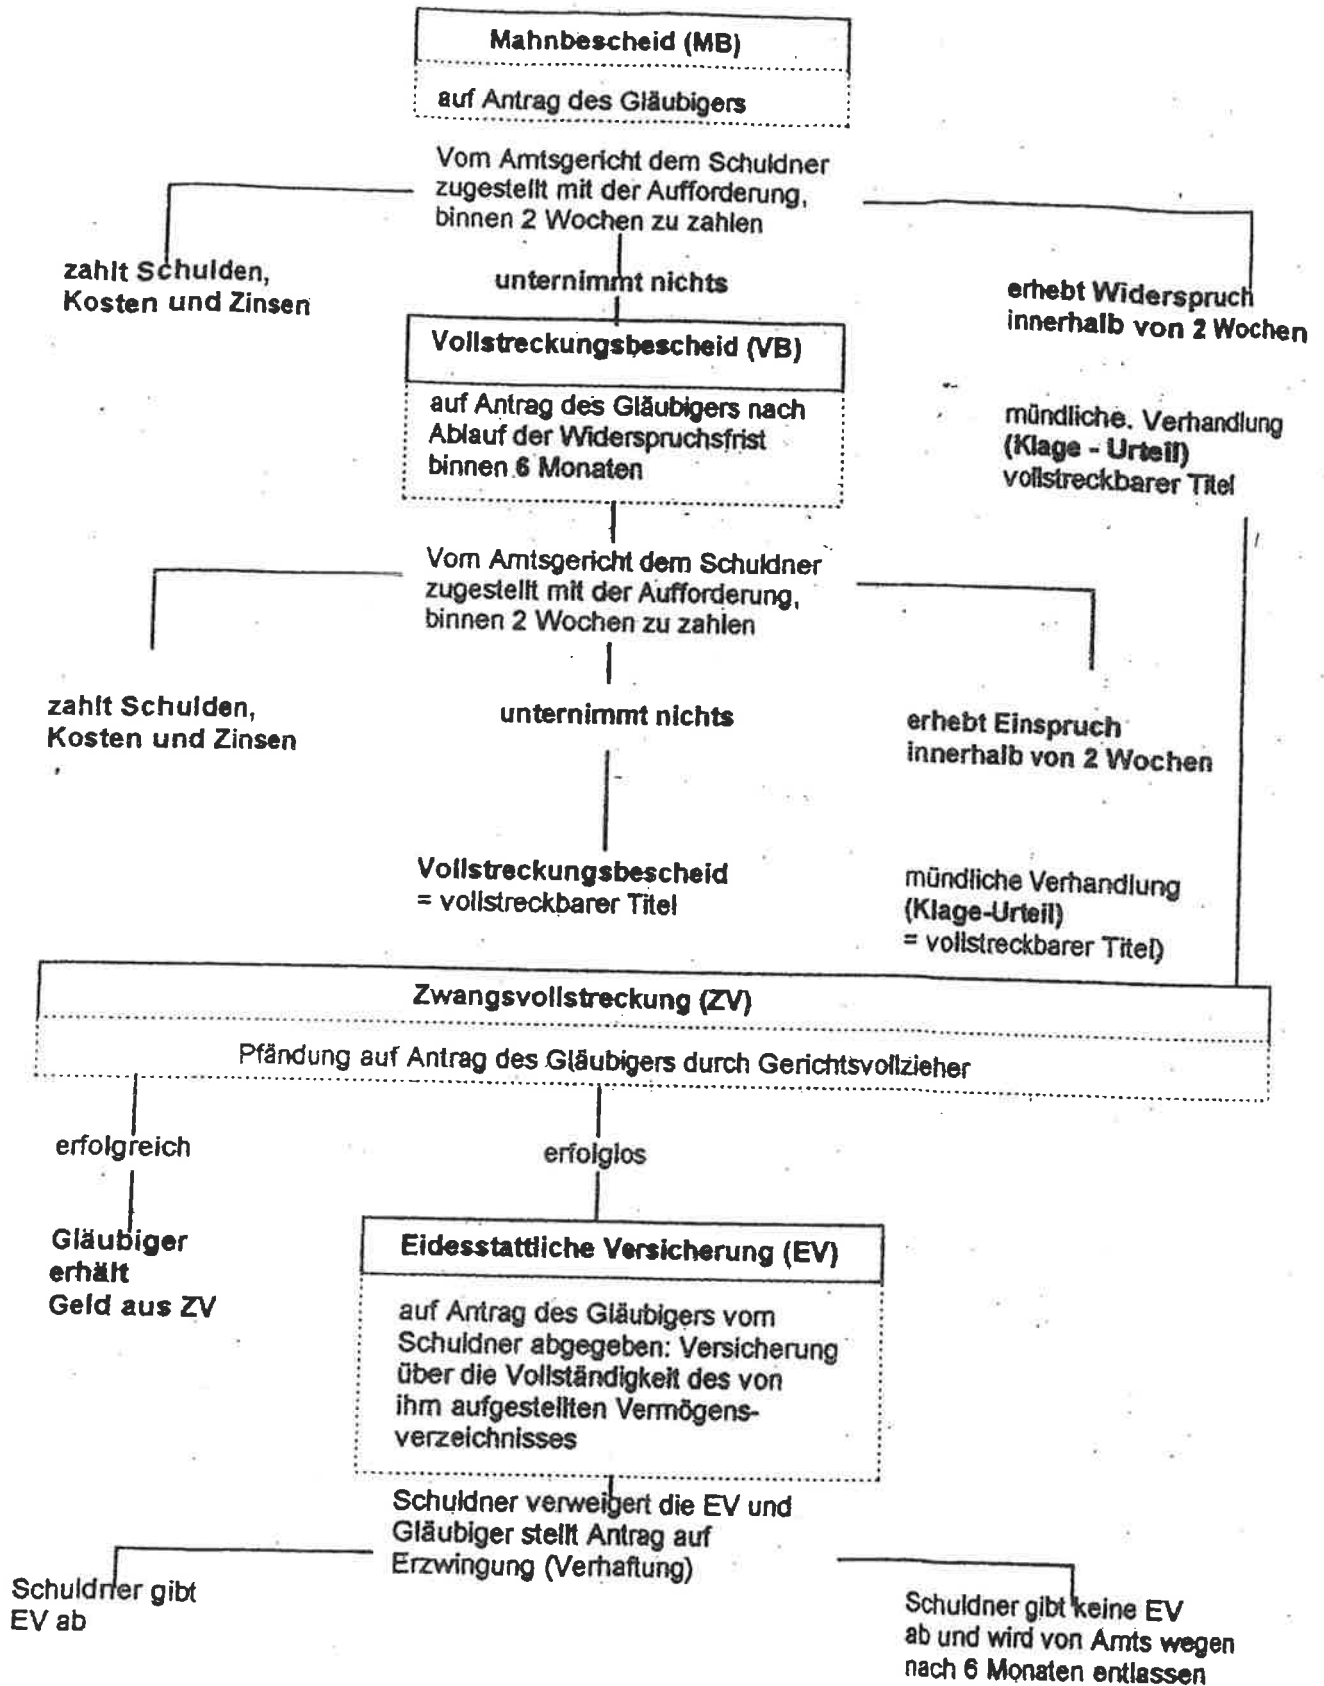 Mahnbescheid (MB)
auf Antrag des Gläubigers
Vom Amtsgericht dem Schuldner
zugestellt mit der Aufforderung,
binnen 2 Wochen zu zahlen
zahlt Schulden,
Kosten und Zinsen
unternimmt nichts
erhebt Widerspruch
innerhalb von 2 Wochen
Vollstreckungsbescheid (VB)
auf Antrag des Gläubigers nach
Ablauf der Widerspruchsfrist
binnen 6 Monaten
mündliche. Verhandlung
(Klage - Urteil)
vollstreckbarer Titel
Vom Amtsgericht dem Schuldner
zugestellt mit der Aufforderung,
binnen 2 Wochen zu zahlen
zahlt Schulden,
Kosten und Zinsen
unternimmt nichts
erhebt Einspruch
innerhalb von 2 Wochen
Vollstreckungsbescheid
= vollstreckbarer Titel
mündliche Verhandlung
(Klage-Urteil)
= vollstreckbarer Titel)
Zwangsvollstreckung (ZV)
Pfändung auf Antrag des Gläubigers durch Gerichtsvollzieher
erfolgreich
erfolglos
Gläubiger
erhält
Geld aus ZV
Eidesstattliche Versicherung (EV)
auf Antrag des Gläubigers vom
Schuldner abgegeben: Versicherung
über die Vollständigkeit des von
ihm aufgestellten Vermögens-
verzeichnisses
Schuldner verweigert die EV und
Gläubiger stellt Antrag auf
Erzwingung (Verhaftung)
Schuldner gibt
EV ab
Schuldner gibt keine EV
ab und wird von Amts wegen
nach 6 Monaten entlassen